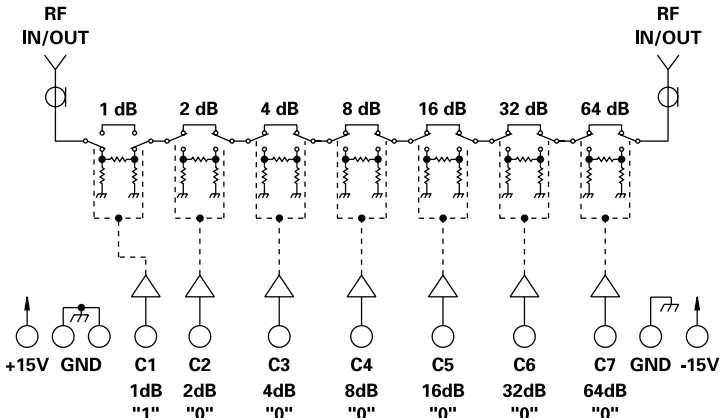 RF
IN/OUT
RF
IN/OUT
1 dB 2 dB 4 dB 8 dB 16 dB 32 dB 64 dB
+15V GND C1 C2 C3 C4 C5 C6 C7 GND -15V
1dB 2dB 4dB 8dB 16dB 32dB 64dB
"1" "0" "0" "0" "0" "0" "0"